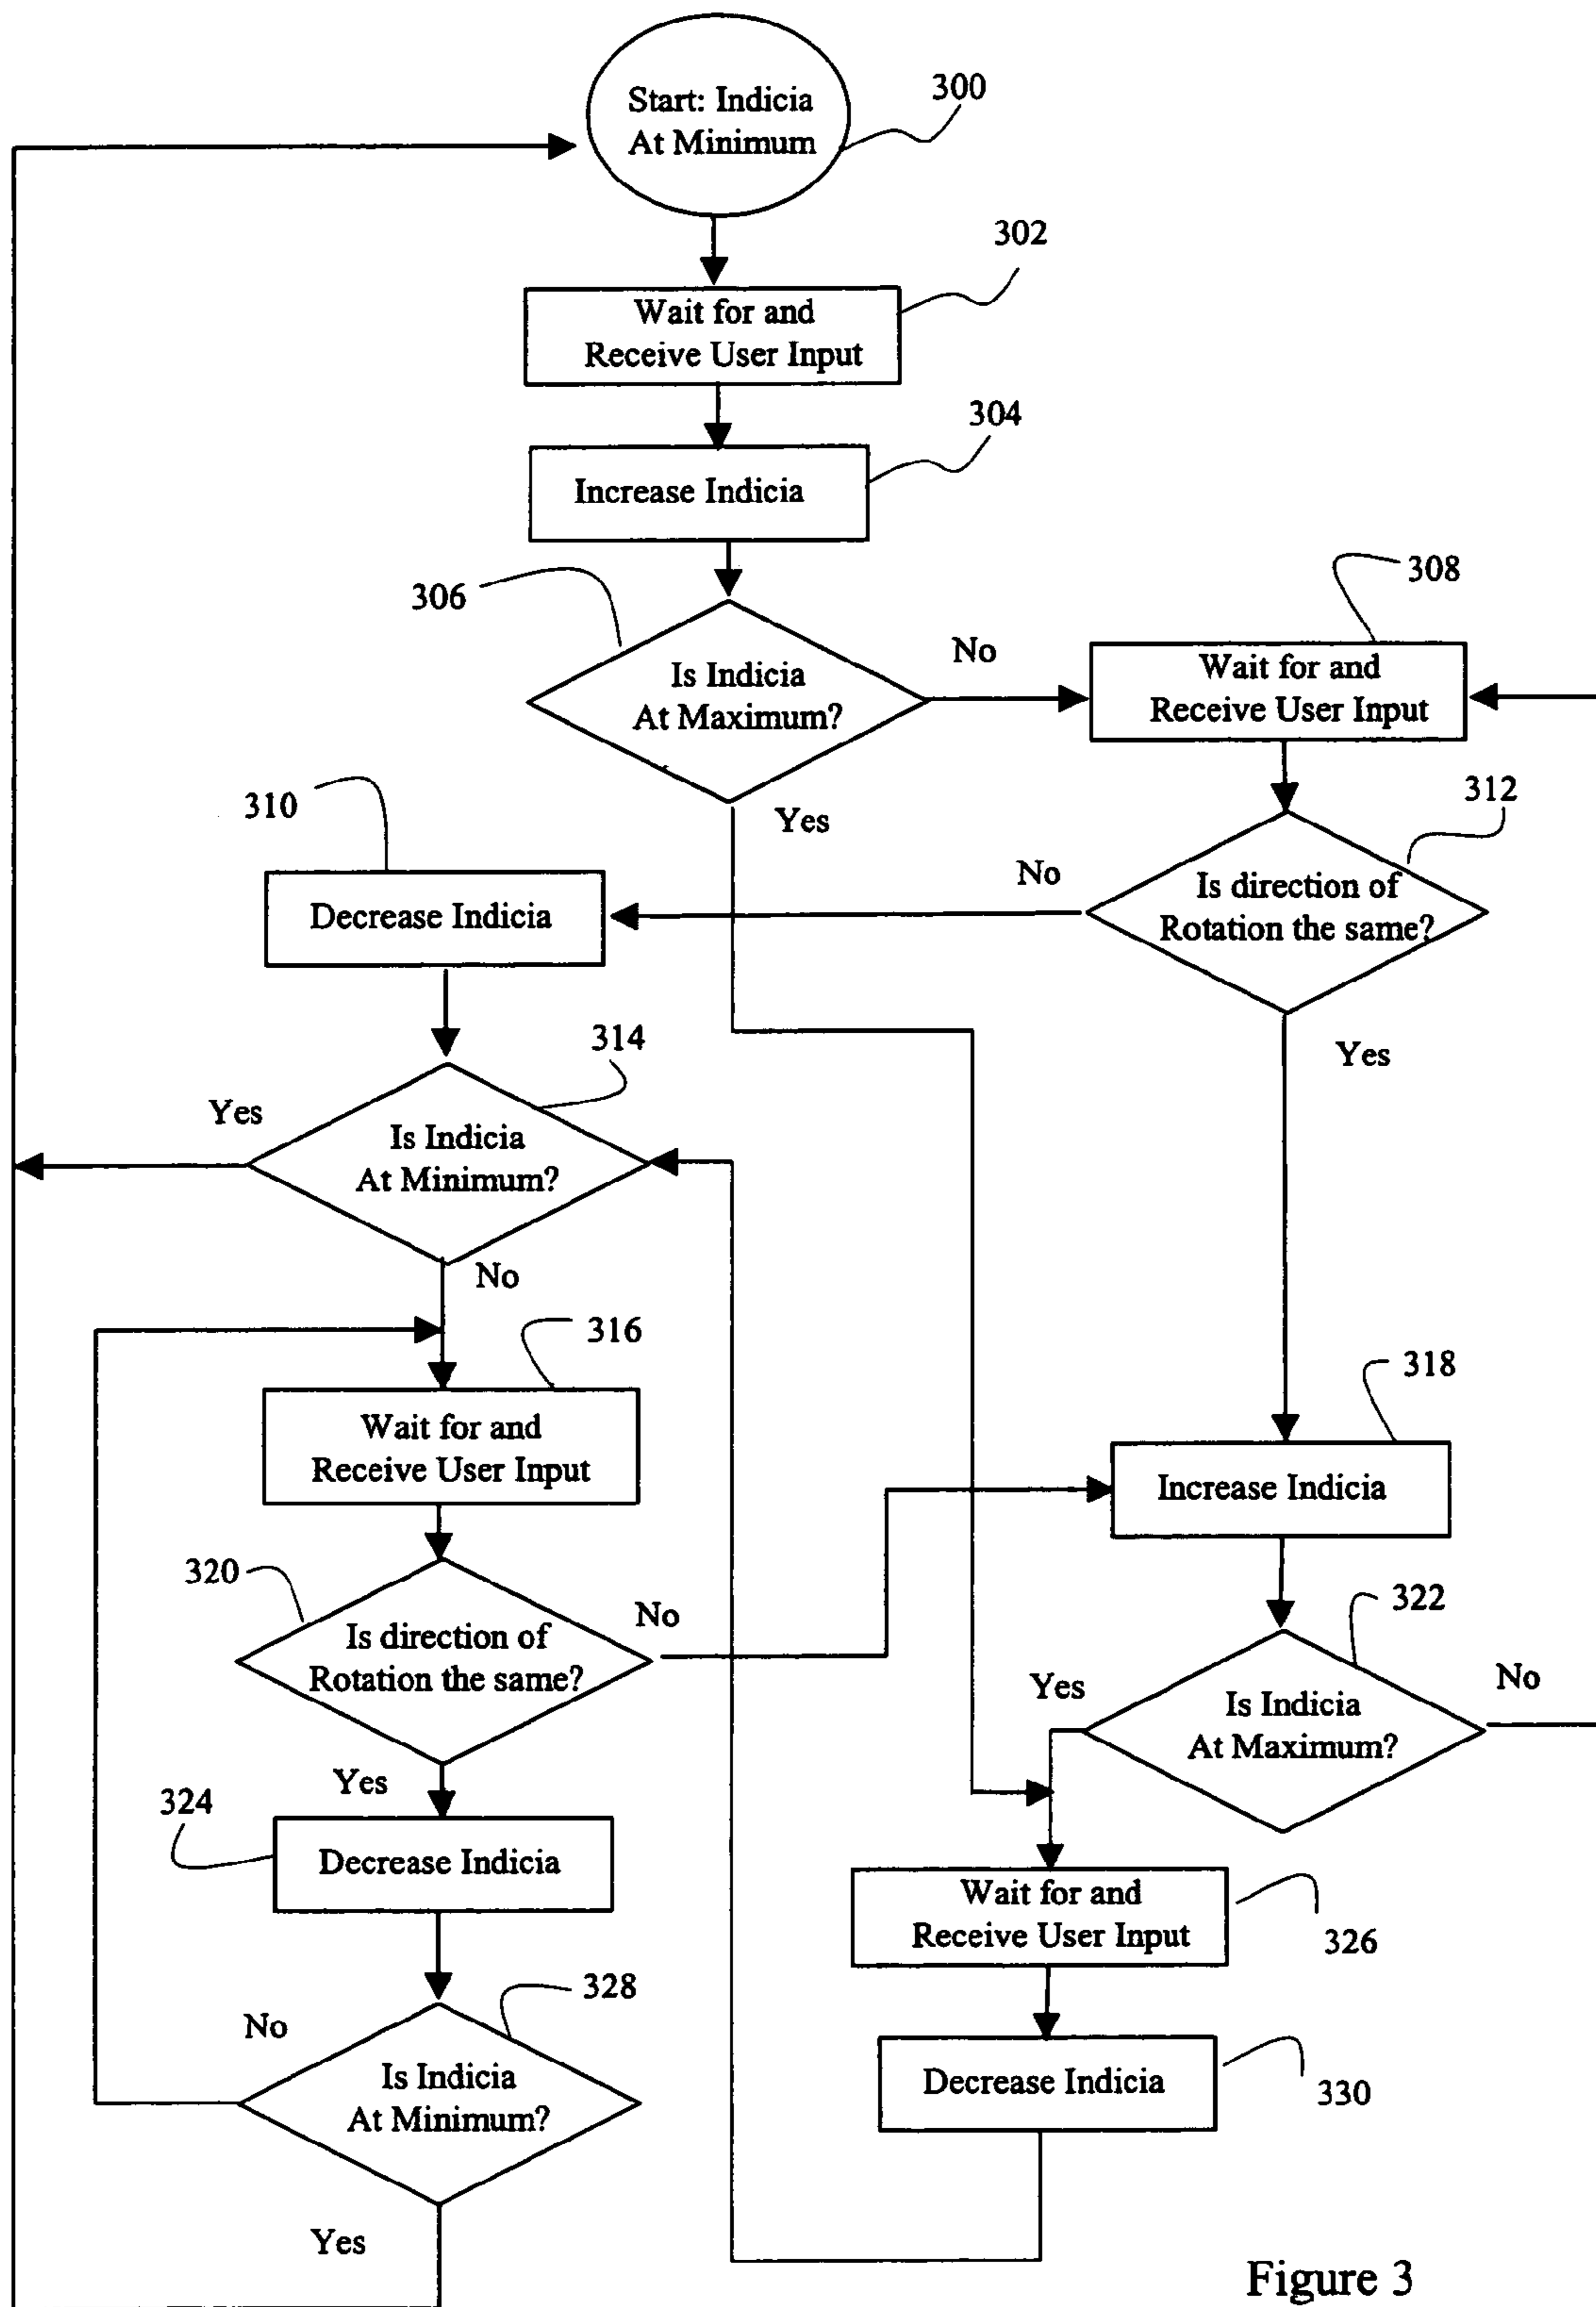 Start: Indicia
At Minimum
300
302
Wait for and
Receive User Input
304
Increase Indicia
306
Is Indicia
At Maximum?
No
Yes
308
Wait for and
Receive User Input
312
Is direction of
Rotation the same?
No
Yes
310
Decrease Indicia
314
Is Indicia
At Minimum?
Yes
No
316
Wait for and
Receive User Input
318
Increase Indicia
320
Is direction of
Rotation the same?
No
Yes
322
Is Indicia
At Maximum?
Yes
No
324
Decrease Indicia
326
Wait for and
Receive User Input
328
Is Indicia
At Minimum?
No
Yes
330
Decrease Indicia
Figure 3